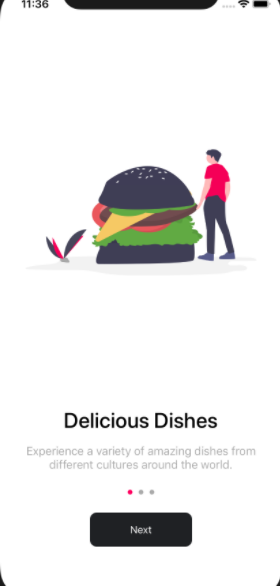 11:36
Delicious Dishes
Experience a variety of amazing dishes from
different cultures around the world.
Next